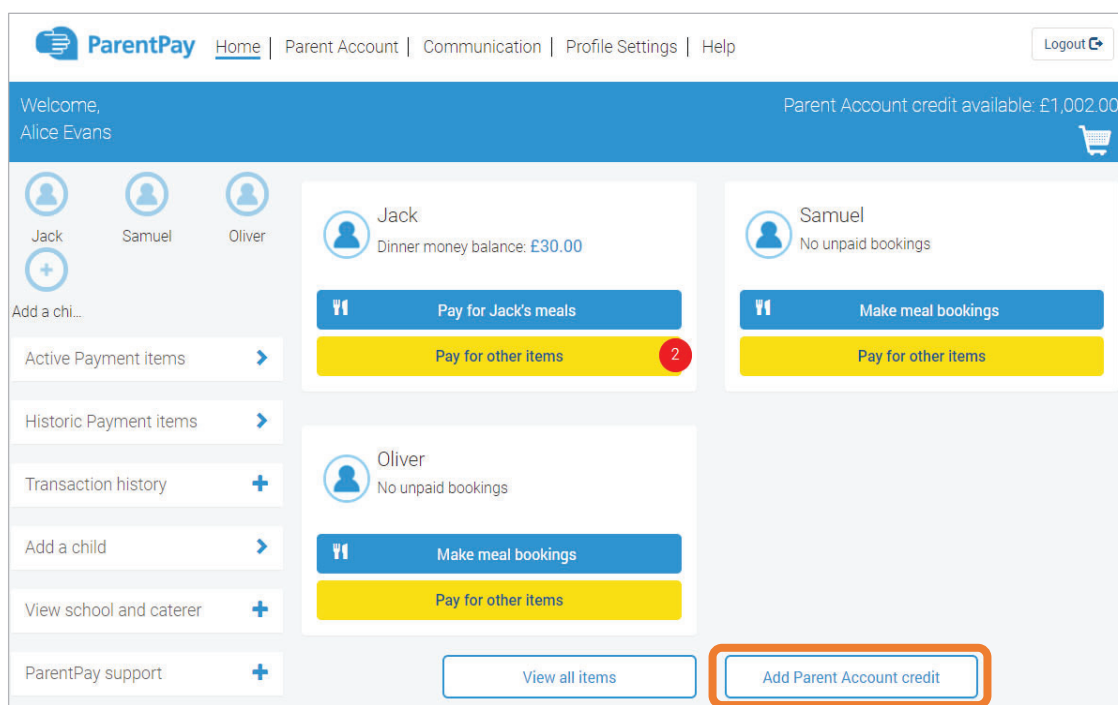 ParentPay Home | Parent Account | Communication | Profile Settings | Help
Logout
Welcome,
Alice Evans
Parent Account credit available: £1,002.00
Jack Samuel Oliver
Add a chi...
Active Payment items
Historic Payment items
Transaction history
Add a child
View school and caterer
ParentPay support
Jack
Dinner money balance: £30.00
Pay for Jack's meals
Pay for other items 2
Samuel
No unpaid bookings
Make meal bookings
Pay for other items
Oliver
No unpaid bookings
Make meal bookings
Pay for other items
View all items
Add Parent Account credit